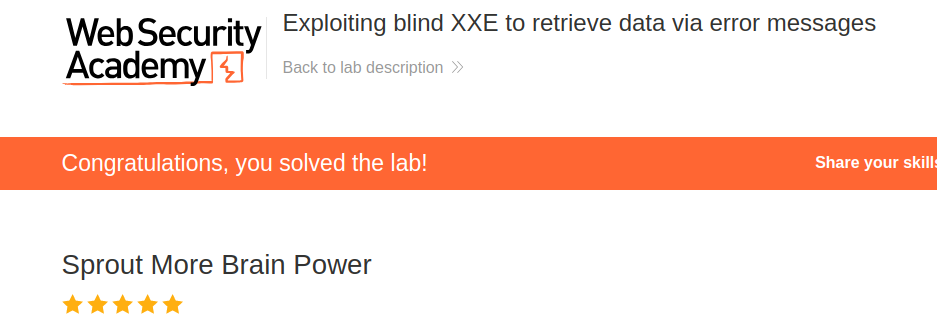 Web Security
Academy
Exploiting blind XXE to retrieve data via error messages
Back to lab description
Congratulations, you solved the lab!
Share your skills
Sprout More Brain Power